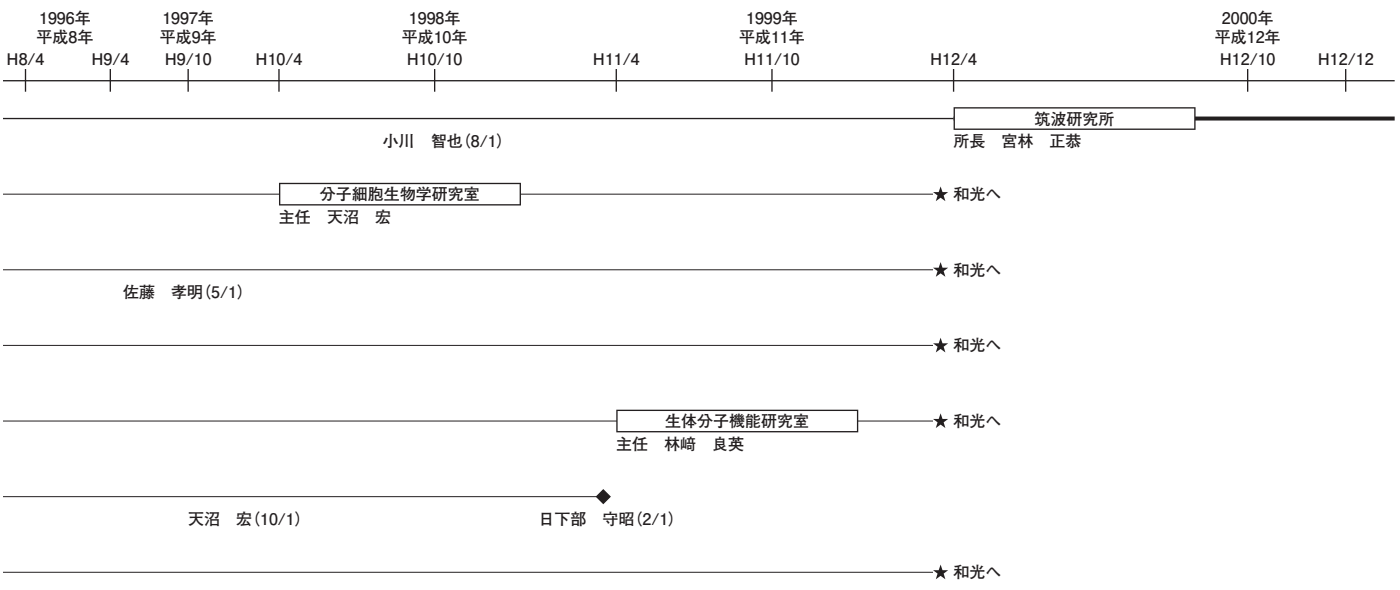 1996年
平成8年
1997年
平成9年
1998年
平成10年
1999年
平成11年
2000年
平成12年
H8/4 H9/4 H9/10 H10/4 H10/10 H11/4 H11/10 H12/4 H12/10 H12/12
筑波研究所
小川 智也(8/1) 所長 宮林 正恭
分子細胞生物学研究室 ★ 和光へ
主任 天沼 宏
★ 和光へ
佐藤 孝明(5/1)
★ 和光へ
生体分子機能研究室 ★ 和光へ
主任 林﨑 良英
天沼 宏(10/1) 日下部 守昭(2/1)
★ 和光へ